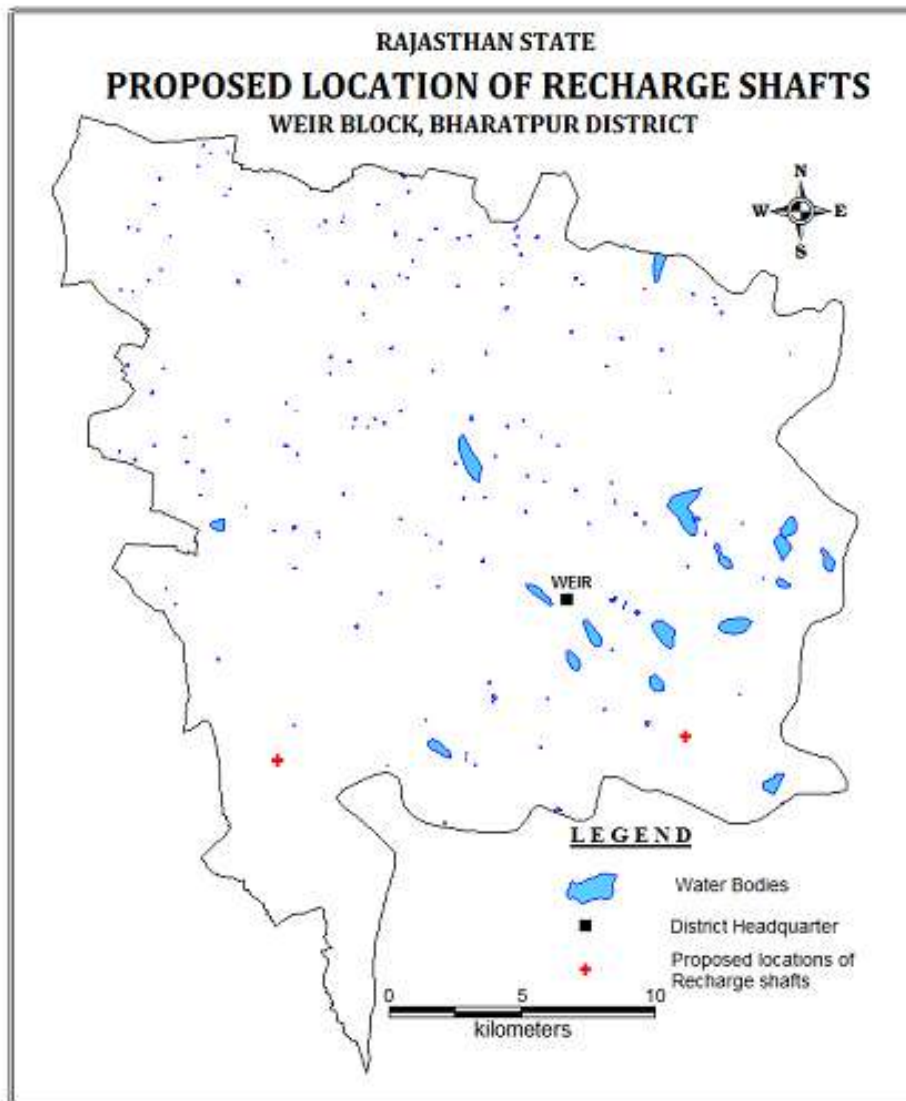 RAJASTHAN STATE
PROPOSED LOCATION OF RECHARGE SHAFTS
WEIR BLOCK, BHARATPUR DISTRICT
N
W E
S
WEIR
LEGEND
Water Bodies
District Headquarter
Proposed locations of
Recharge shafts
0 5 10
kilometers